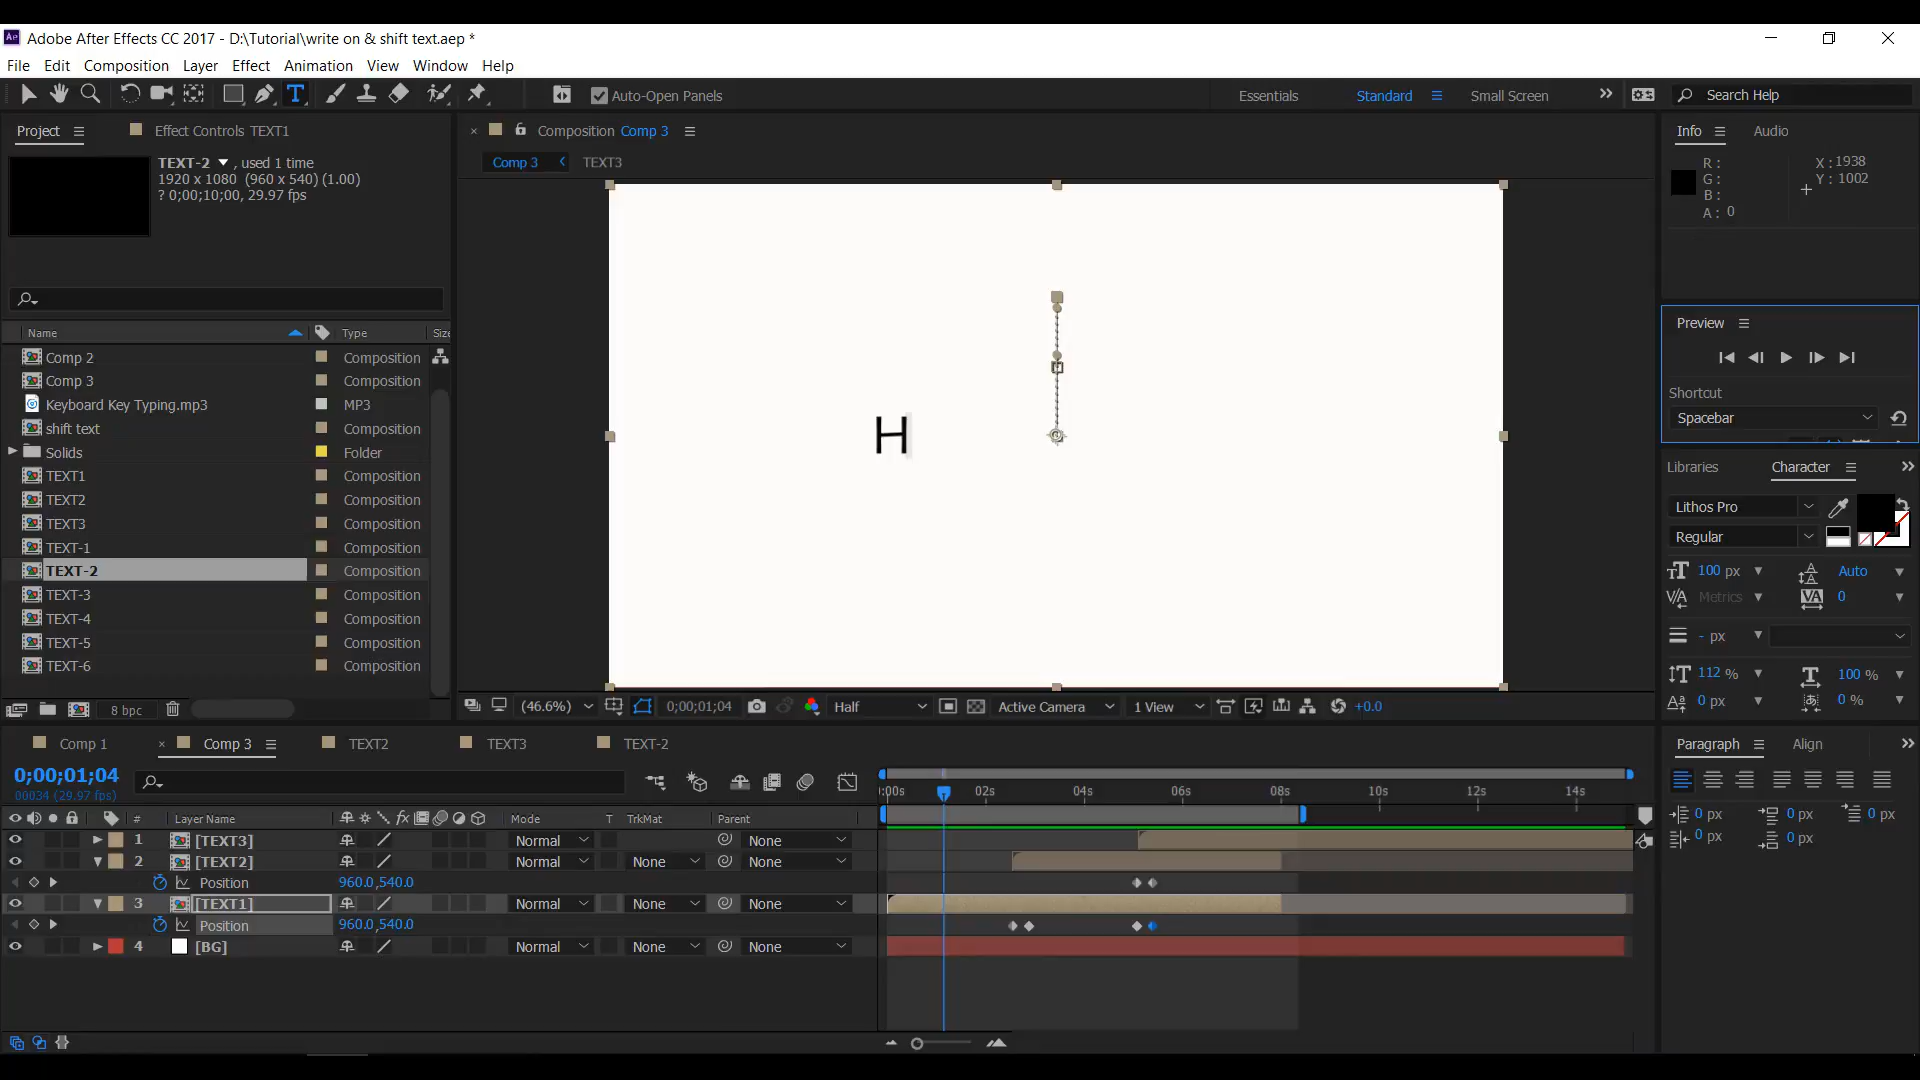 Adobe After Effects CC 2017 - D:\Tutorial\write on & shift text.aep *
File Edit Composition Layer Effect Animation View Window Help
Auto-Open Panels Essentials Standard Small Screen Search Help
Project Effect Controls TEXT1
TEXT-2 , used 1 time
1920 x 1080 (960 x 540) (1.00)
? 0;00;10;00, 29.97 fps
Name Type Size
Comp 2 Composition
Comp 3 Composition
Keyboard Key Typing.mp3 MP3
shift text Composition
Solids Folder
TEXT1 Composition
TEXT2 Composition
TEXT3 Composition
TEXT-1 Composition
TEXT-2 Composition
TEXT-3 Composition
TEXT-4 Composition
TEXT-5 Composition
TEXT-6 Composition
8 bpc
Composition Comp 3
Comp 3 TEXT3
H
(46.6%) 0;00;01;04 Half Active Camera 1 View +0.0
Info Audio
R : X : 1938
G : Y : 1002
B :
A : 0
Preview
Shortcut
Spacebar
Libraries Character
Lithos Pro
Regular
100 px Auto
Metrics 0
- px
112 % 100 %
0 px 0 %
Paragraph Align
0 px 0 px 0 px
0 px 0 px
Comp 1 Comp 3 TEXT2 TEXT3 TEXT-2
0;00;01;04
00034 (29.97 fps)
:00s 02s 04s 06s 08s 10s 12s 14s
# Layer Name fx Mode T TrkMat Parent
1 [TEXT3] Normal None
2 [TEXT2] Normal None None
Position 960.0,540.0
3 [TEXT1] Normal None None
Position 960.0,540.0
4 [BG] Normal None None